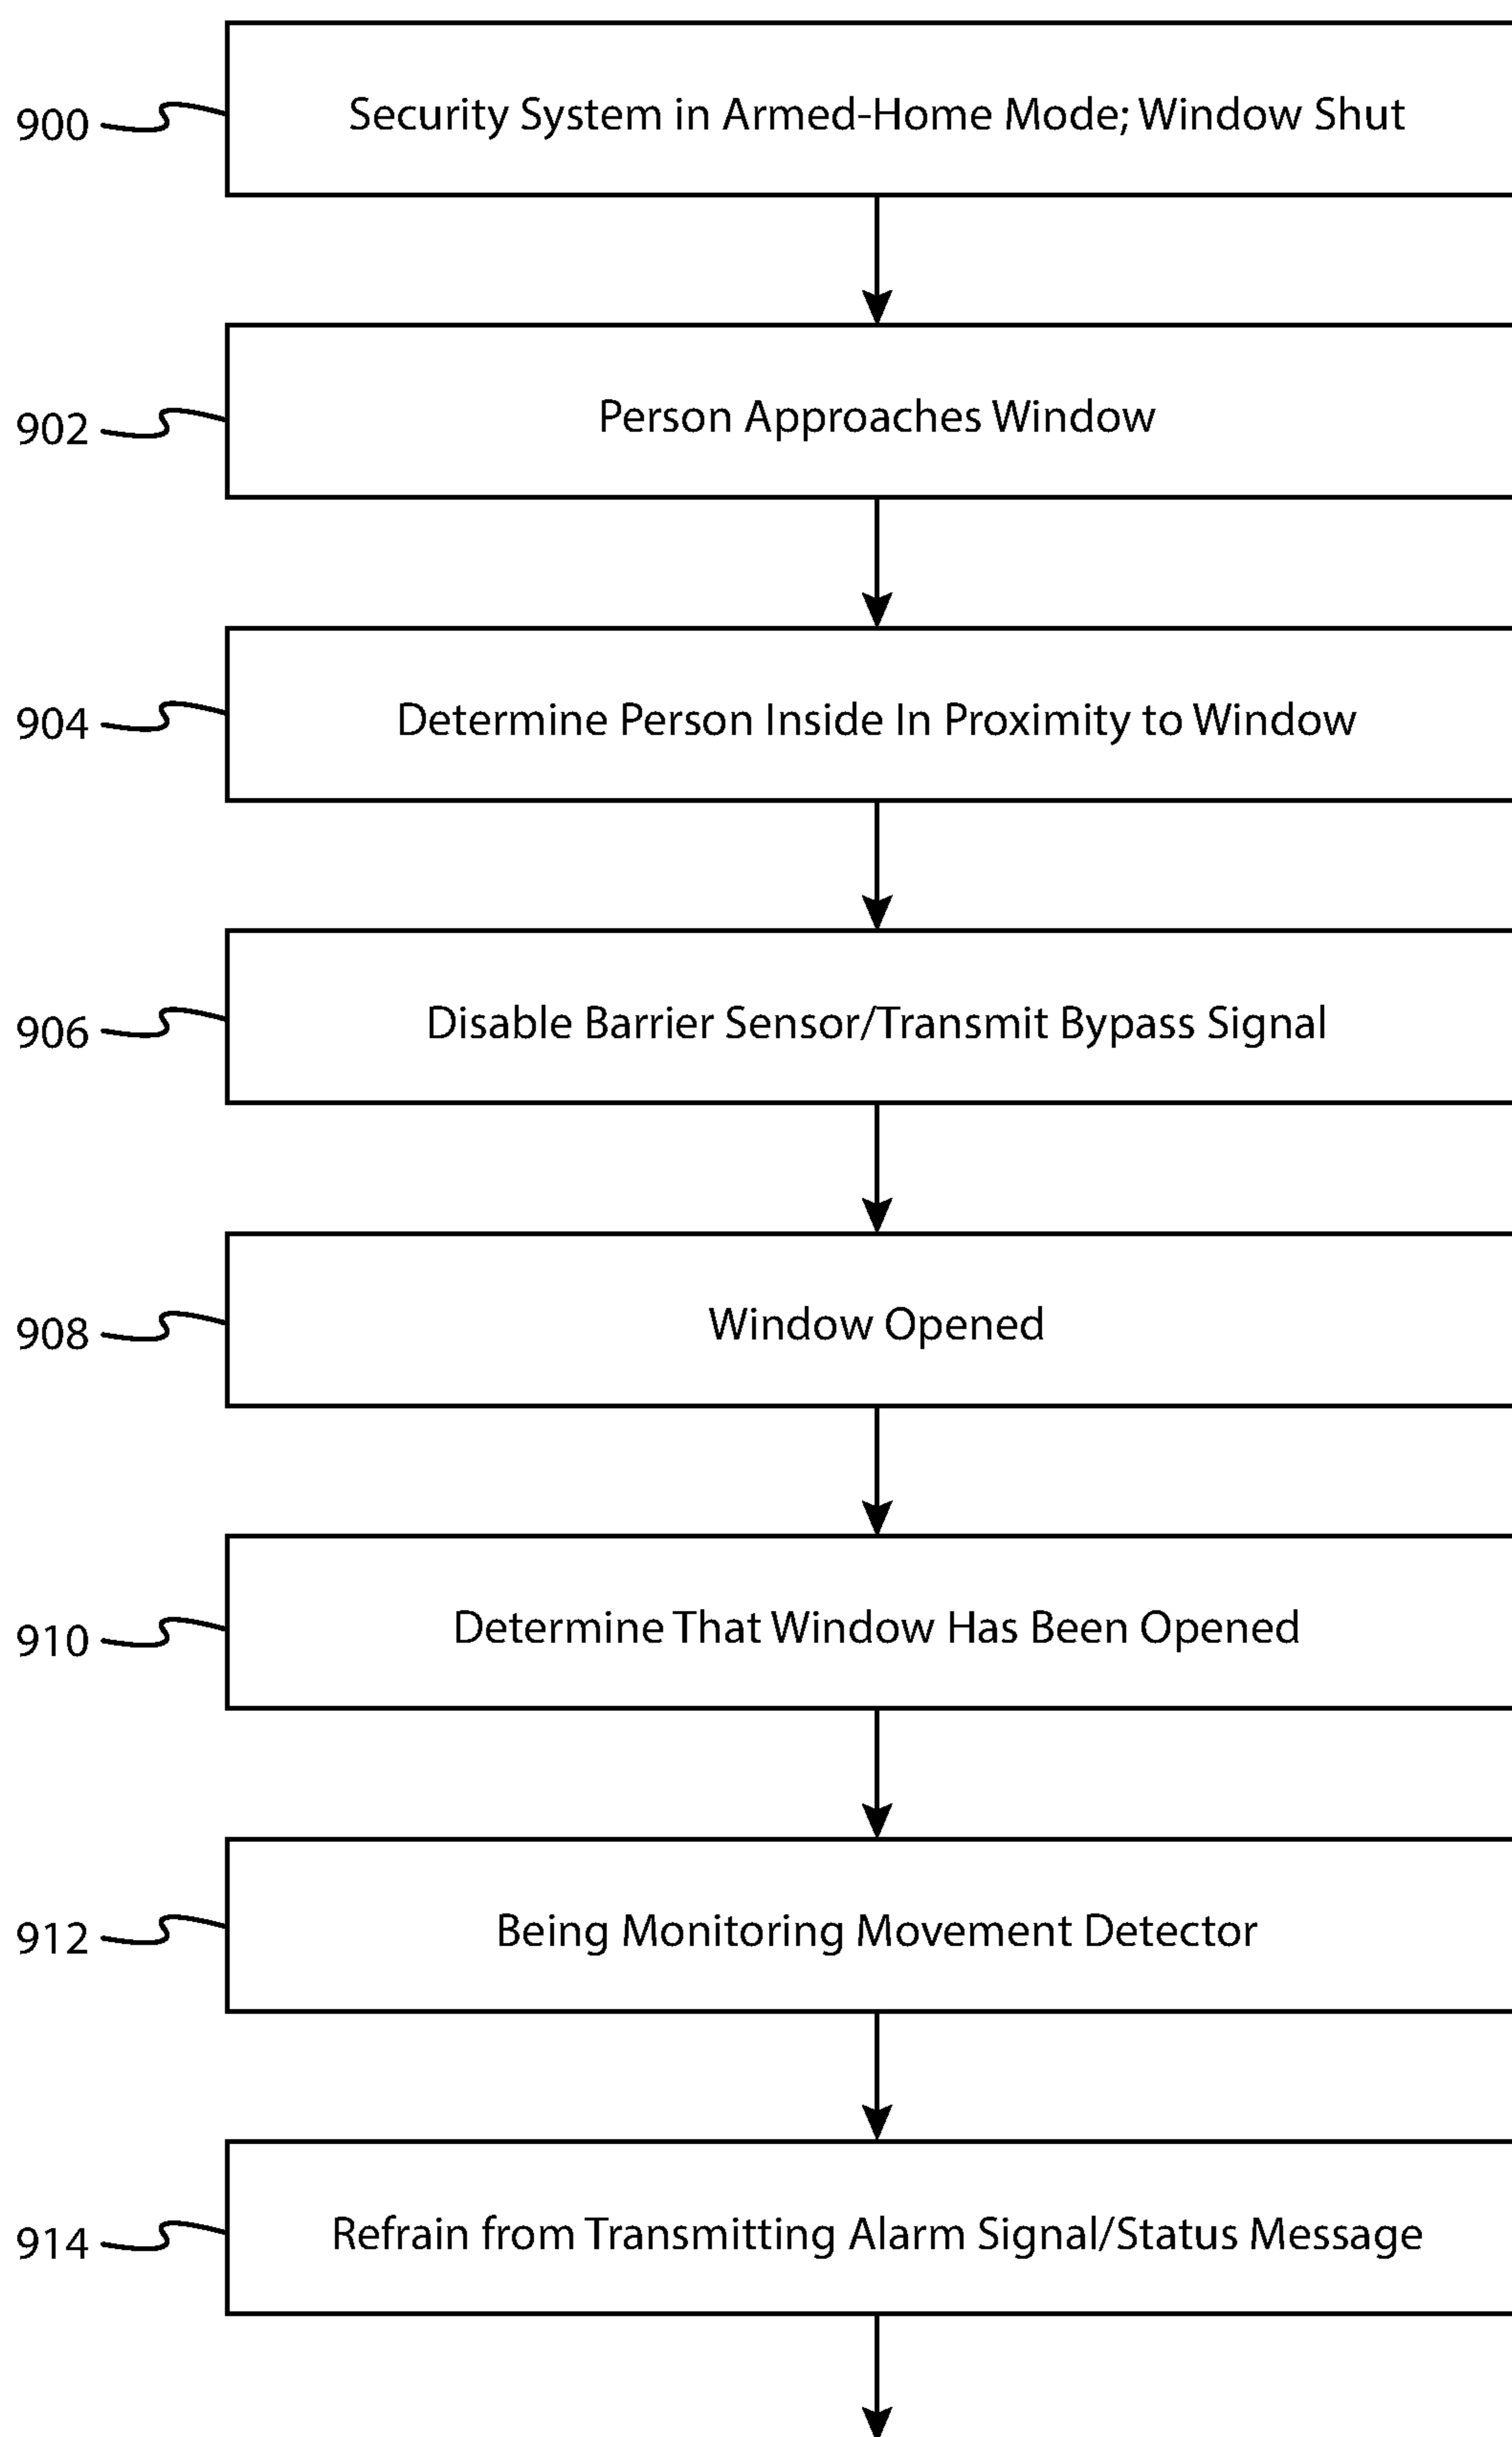 900 Security System in Armed-Home Mode; Window Shut
902 Person Approaches Window
904 Determine Person Inside In Proximity to Window
906 Disable Barrier Sensor/Transmit Bypass Signal
908 Window Opened
910 Determine That Window Has Been Opened
912 Being Monitoring Movement Detector
914 Refrain from Transmitting Alarm Signal/Status Message